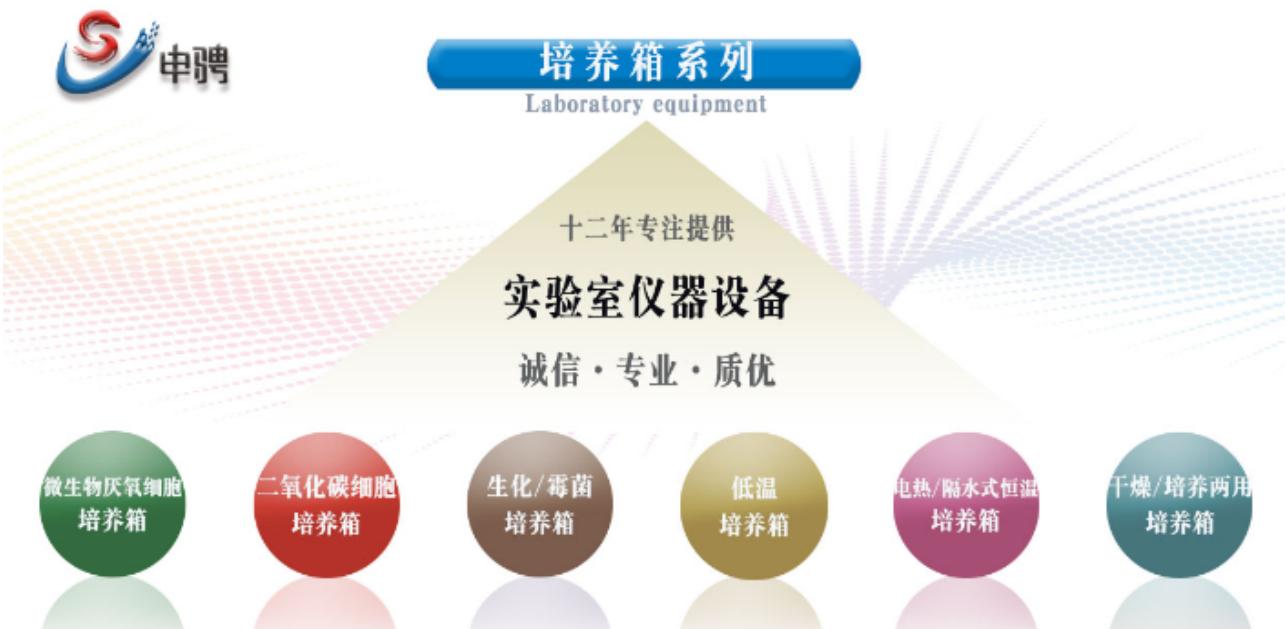 申骋
培养箱系列
Laboratory equipment
十二年专注提供
实验室仪器设备
诚信·专业·质优
微生物厌氧细胞
培养箱
二氧化碳细胞
培养箱
生化/霉菌
培养箱
低温
培养箱
电热/隔水式恒温
培养箱
干燥/培养两用
培养箱